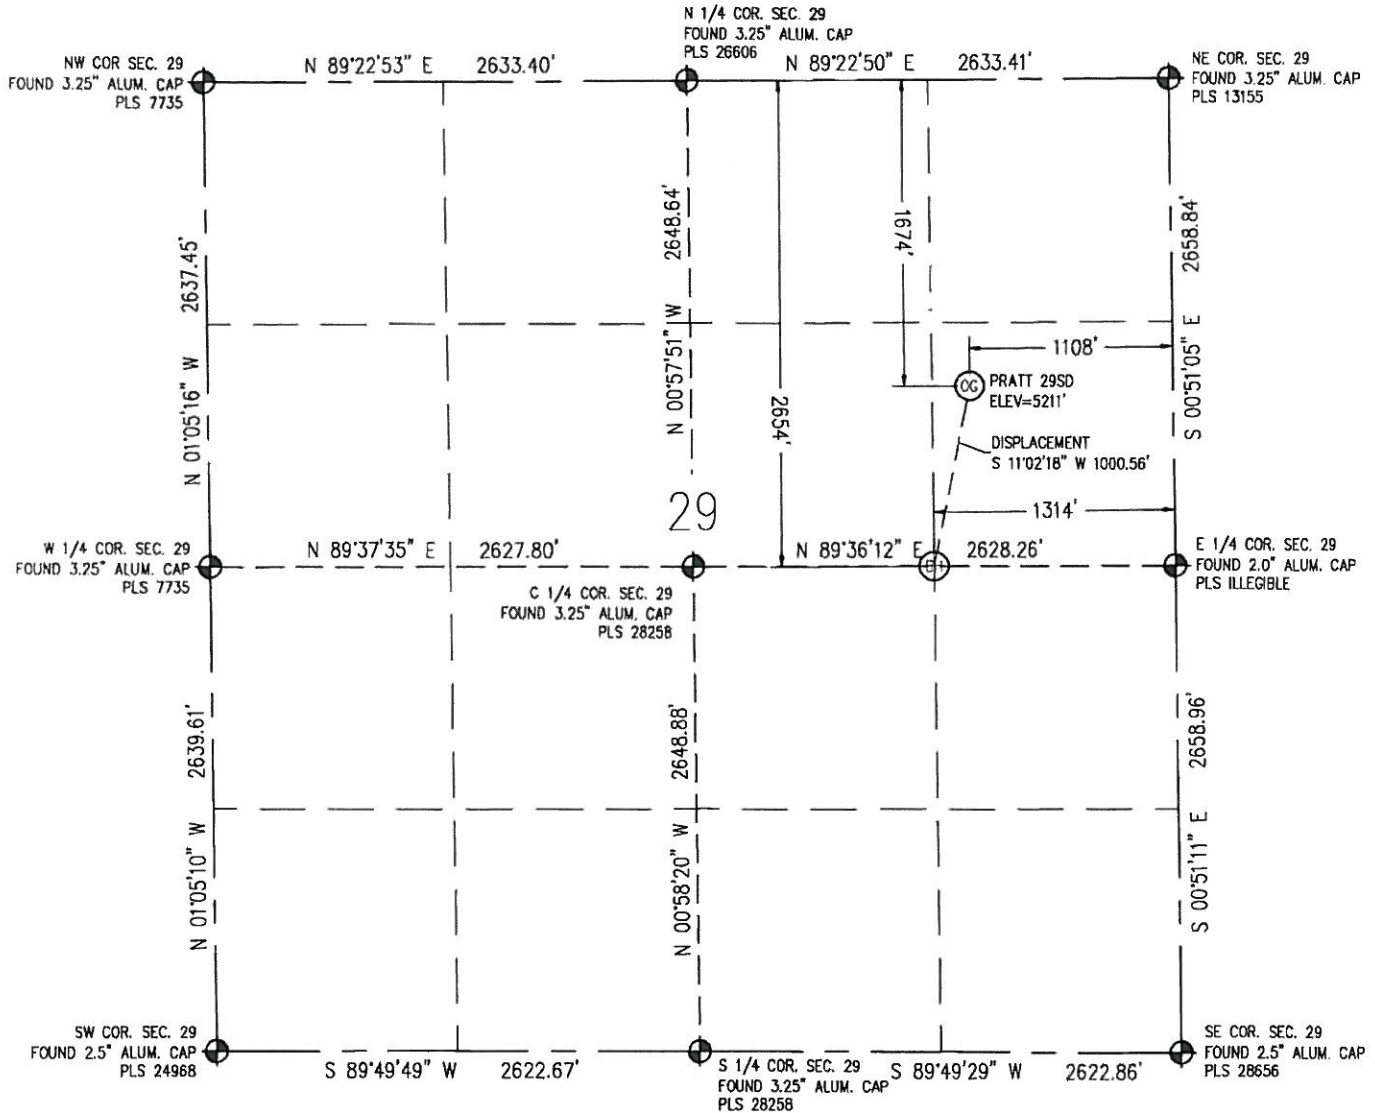 N 1/4 COR. SEC. 29
FOUND 3.25" ALUM. CAP
PLS 26606
NW COR SEC. 29
FOUND 3.25" ALUM. CAP
PLS 7735
N 89°22'53" E 2633.40'
N 89°22'50" E 2633.41'
NE COR. SEC. 29
FOUND 3.25" ALUM. CAP
PLS 13155
2637.45'
N 01°05'16" W
2648.64'
N 00°57'51" W
2654'
1674'
2658.84'
S 00°51'05" E
1108'
OG
PRATT 29SD
ELEV=5211'
DISPLACEMENT
S 11°02'18" W 1000.56'
1314'
29
W 1/4 COR. SEC. 29
FOUND 3.25" ALUM. CAP
PLS 7735
N 89°37'35" E 2627.80'
N 89°36'12" E 2628.26'
E 1/4 COR. SEC. 29
FOUND 2.0" ALUM. CAP
PLS ILLEGIBLE
C 1/4 COR. SEC. 29
FOUND 3.25" ALUM. CAP
PLS 28258
2639.61'
N 01°05'10" W
2648.88'
N 00°58'20" W
2658.96'
S 00°51'11" E
SW COR. SEC. 29
FOUND 2.5" ALUM. CAP
PLS 24968
S 89°49'49" W 2622.67'
S 1/4 COR. SEC. 29
FOUND 3.25" ALUM. CAP
PLS 28258
S 89°49'29" W 2622.86'
SE COR. SEC. 29
FOUND 2.5" ALUM. CAP
PLS 28656